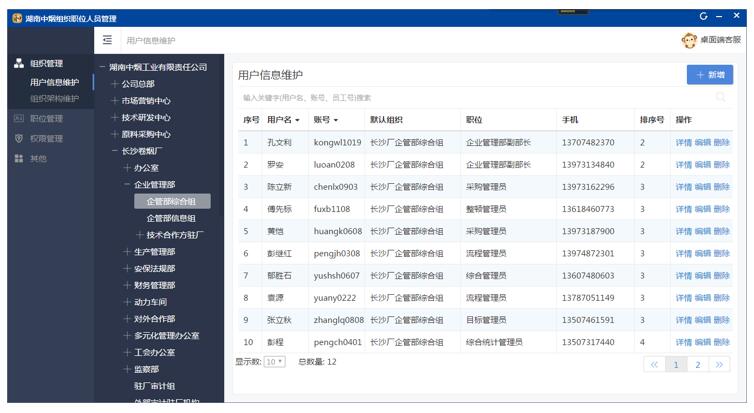 湖南中烟组织职位人员管理
用户信息维护
桌面端客服
组织管理
用户信息维护
组织架构维护
职位管理
权限管理
其他
湖南中烟工业有限责任公司
公司总部
市场营销中心
技术研发中心
原料采购中心
长沙卷烟厂
办公室
企业管理部
企管部综合组
企管部信息组
技术合作方驻厂
生产管理部
安保法规部
财务管理部
动力车间
对外合作部
多元化管理办公室
工会办公室
监察部
驻厂审计组
外部审计驻厂机构
用户信息维护
+ 新增
输入关键字(用户名、账号、员工号)搜索
序号 用户名 账号 默认组织 职位 手机 排序号 操作
1 孔文利 kongwl1019 长沙厂企管部综合组 企业管理部副部长 13707482370 2 详情 编辑 删除
2 罗安 luoan0208 长沙厂企管部综合组 企业管理部副部长 13973134840 2 详情 编辑 删除
3 陈立新 chenlx0903 长沙厂企管部综合组 采购管理员 13973162296 3 详情 编辑 删除
4 傅先标 fuxb1108 长沙厂企管部综合组 整顿管理员 13618460773 3 详情 编辑 删除
5 黄恺 huangk0608 长沙厂企管部综合组 采购管理员 13973187900 3 详情 编辑 删除
6 彭继红 pengjh0308 长沙厂企管部综合组 流程管理员 13974872301 3 详情 编辑 删除
7 郁胜石 yushsh0607 长沙厂企管部综合组 综合管理员 13607480603 3 详情 编辑 删除
8 袁源 yuany0222 长沙厂企管部综合组 流程管理员 13787051149 3 详情 编辑 删除
9 张立秋 zhanglq0808 长沙厂企管部综合组 目标管理员 13507461591 3 详情 编辑 删除
10 彭程 pengch0401 长沙厂企管部综合组 综合统计管理员 13507317440 4 详情 编辑 删除
显示数: 10 总数量: 12
<< 1 2 >>